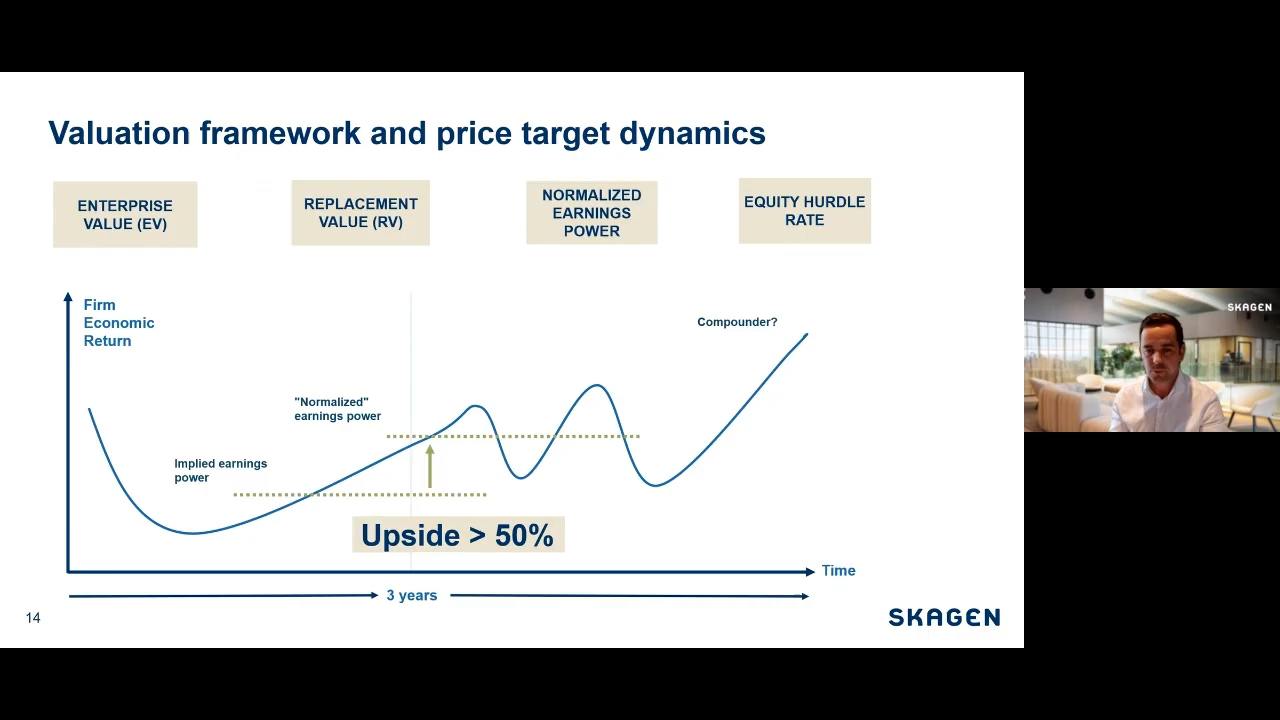 Valuation framework and price target dynamics
ENTERPRISE
VALUE (EV)
REPLACEMENT
VALUE (RV)
NORMALIZED
EARNINGS
POWER
EQUITY HURDLE
RATE
Firm
Economic
Return
Compounder?
"Normalized"
earnings power
Implied earnings
power
Upside > 50%
Time
3 years
14
SKAGEN
SKAGEN